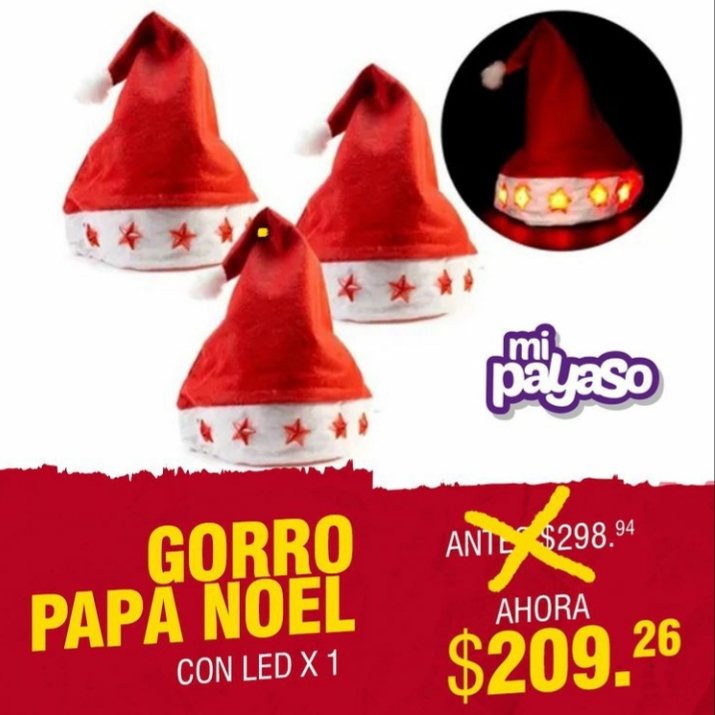 mi
payaso
GORRO
PAPA NOEL
CON LED X 1
ANTES $298.94
AHORA
$209.26